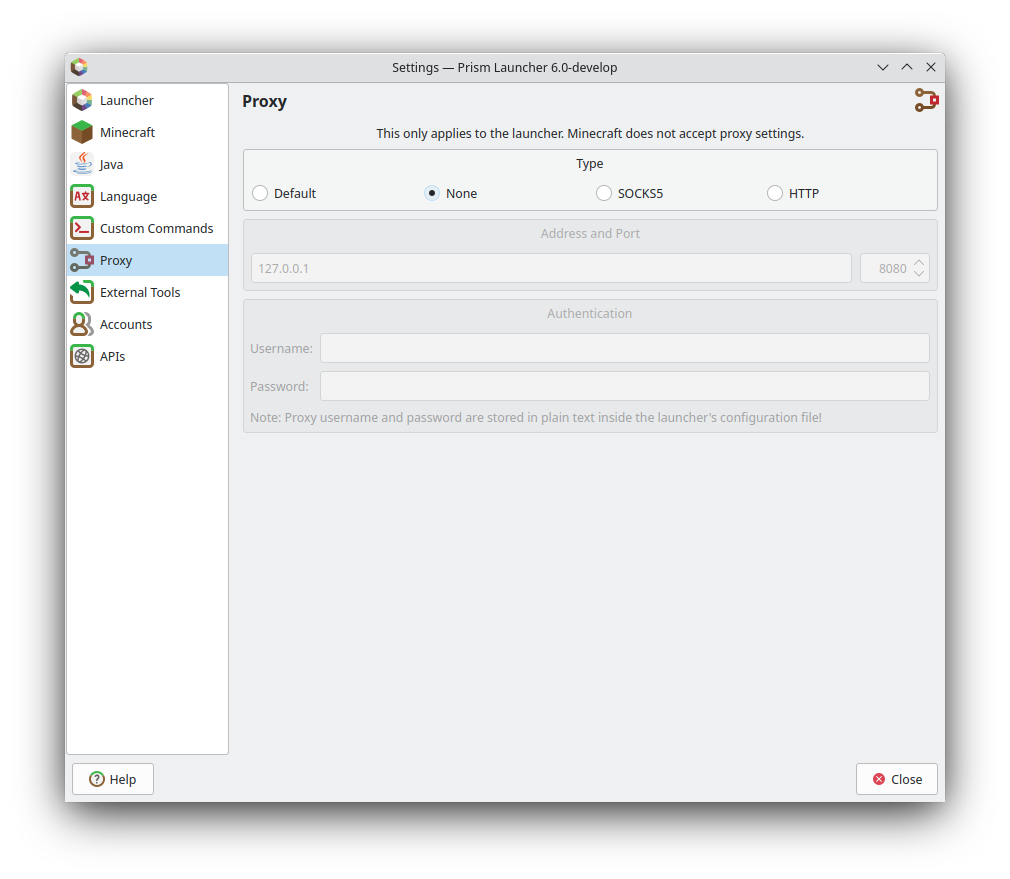 Settings — Prism Launcher 6.0-develop
Launcher
Minecraft
Java
Language
Custom Commands
Proxy
External Tools
Accounts
APIs
Proxy
This only applies to the launcher. Minecraft does not accept proxy settings.
Type
Default None SOCKS5 HTTP
Address and Port
127.0.0.1 8080
Authentication
Username:
Password:
Note: Proxy username and password are stored in plain text inside the launcher's configuration file!
Help Close